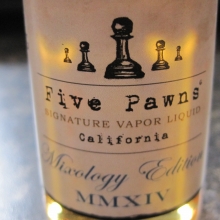 Five Pawns
SIGNATURE VAPOR LIQUID
California
Mixology Edition
MMXIV